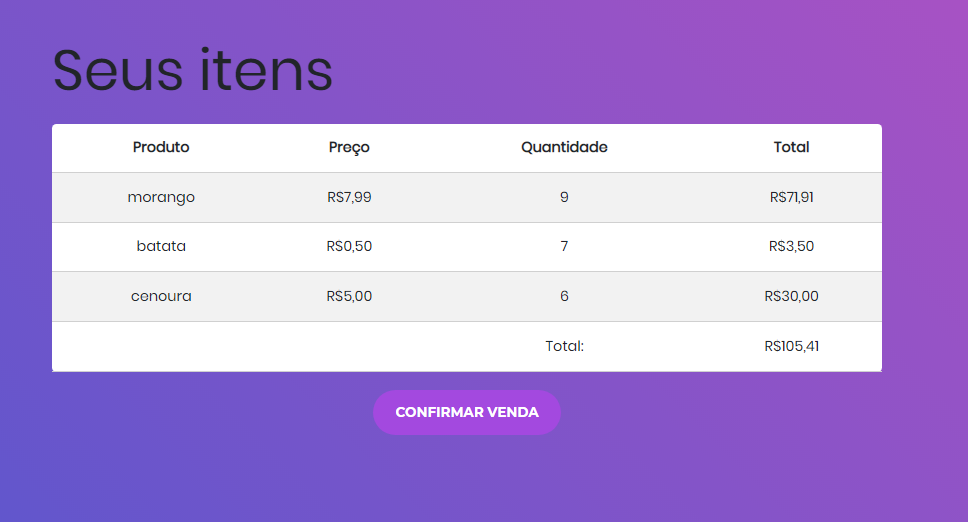 Seus itens
Produto Preço Quantidade Total
morango R$7,99 9 R$71,91
batata R$0,50 7 R$3,50
cenoura R$5,00 6 R$30,00
Total: R$105,41
CONFIRMAR VENDA